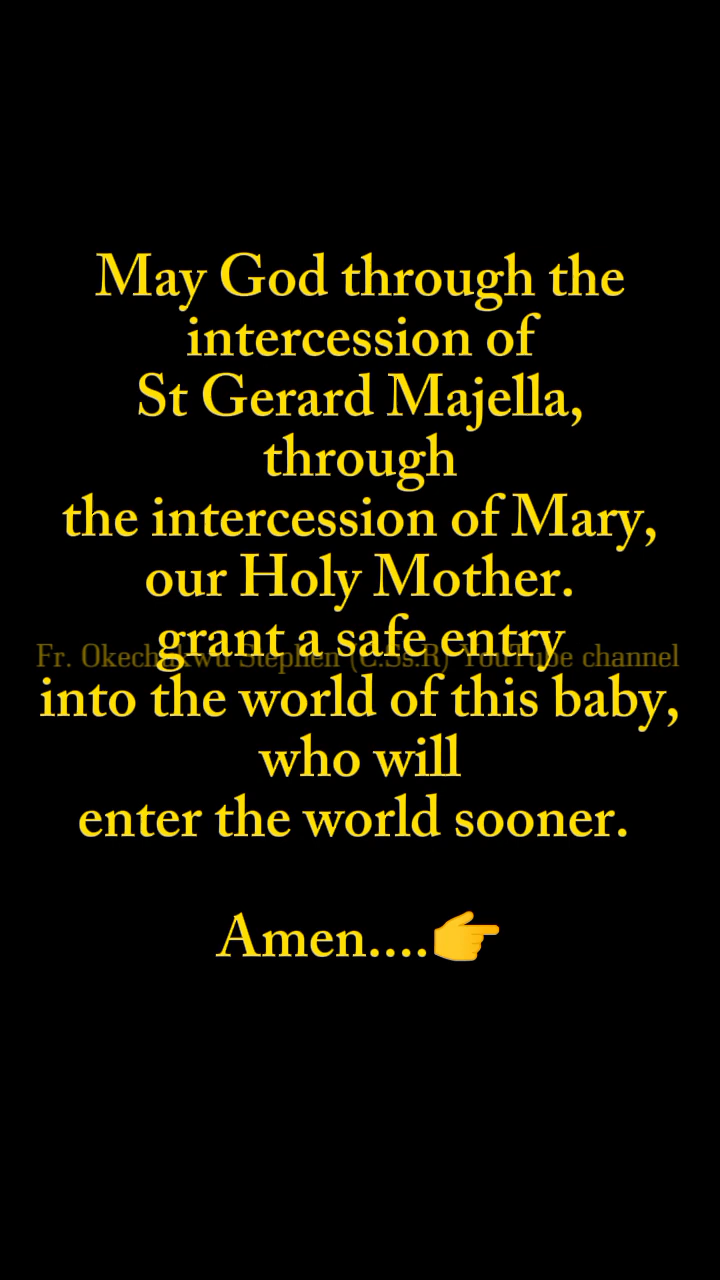 May God through the
intercession of
St Gerard Majella,
through
the intercession of Mary,
our Holy Mother.
grant a safe entry
Fr. Okechukwu Stephen (C.Ss.R) YouTube channel
into the world of this baby,
who will
enter the world sooner.
Amen....👉